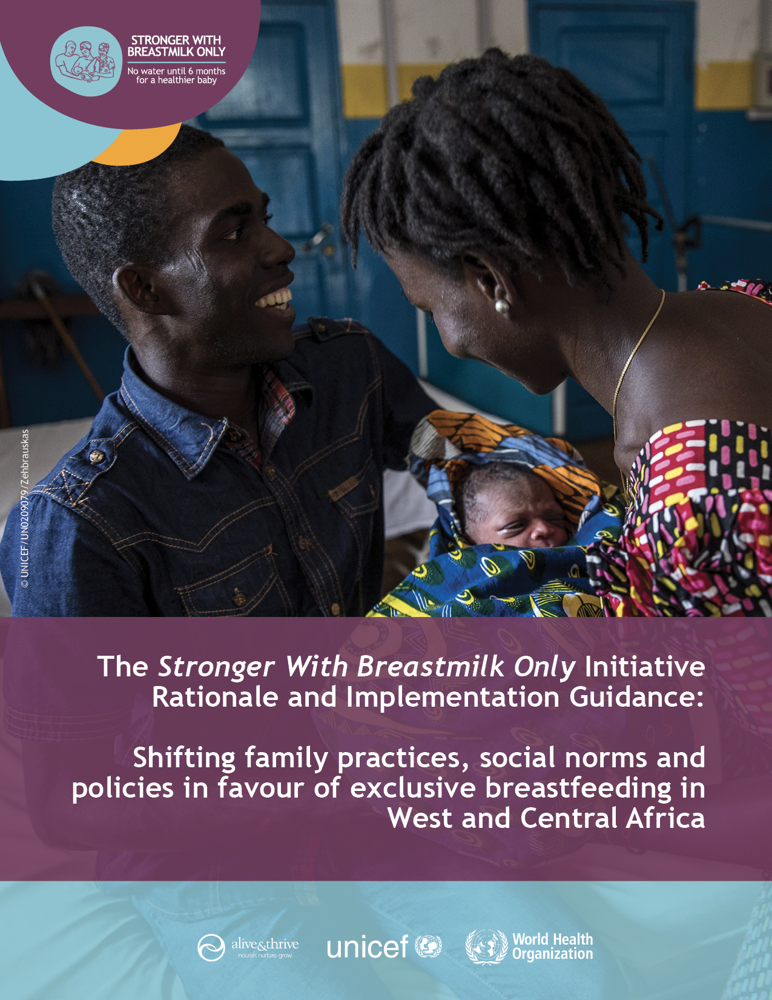 STRONGER WITH
BREASTMILK ONLY
No water until 6 months
for a healthier baby
© UNICEF/UN0209079/Zehbrauskas
The Stronger With Breastmilk Only Initiative
Rationale and Implementation Guidance:
Shifting family practices, social norms and
policies in favour of exclusive breastfeeding in
West and Central Africa
alive&thrive
nourish. nurture. grow.
unicef
World Health
Organization